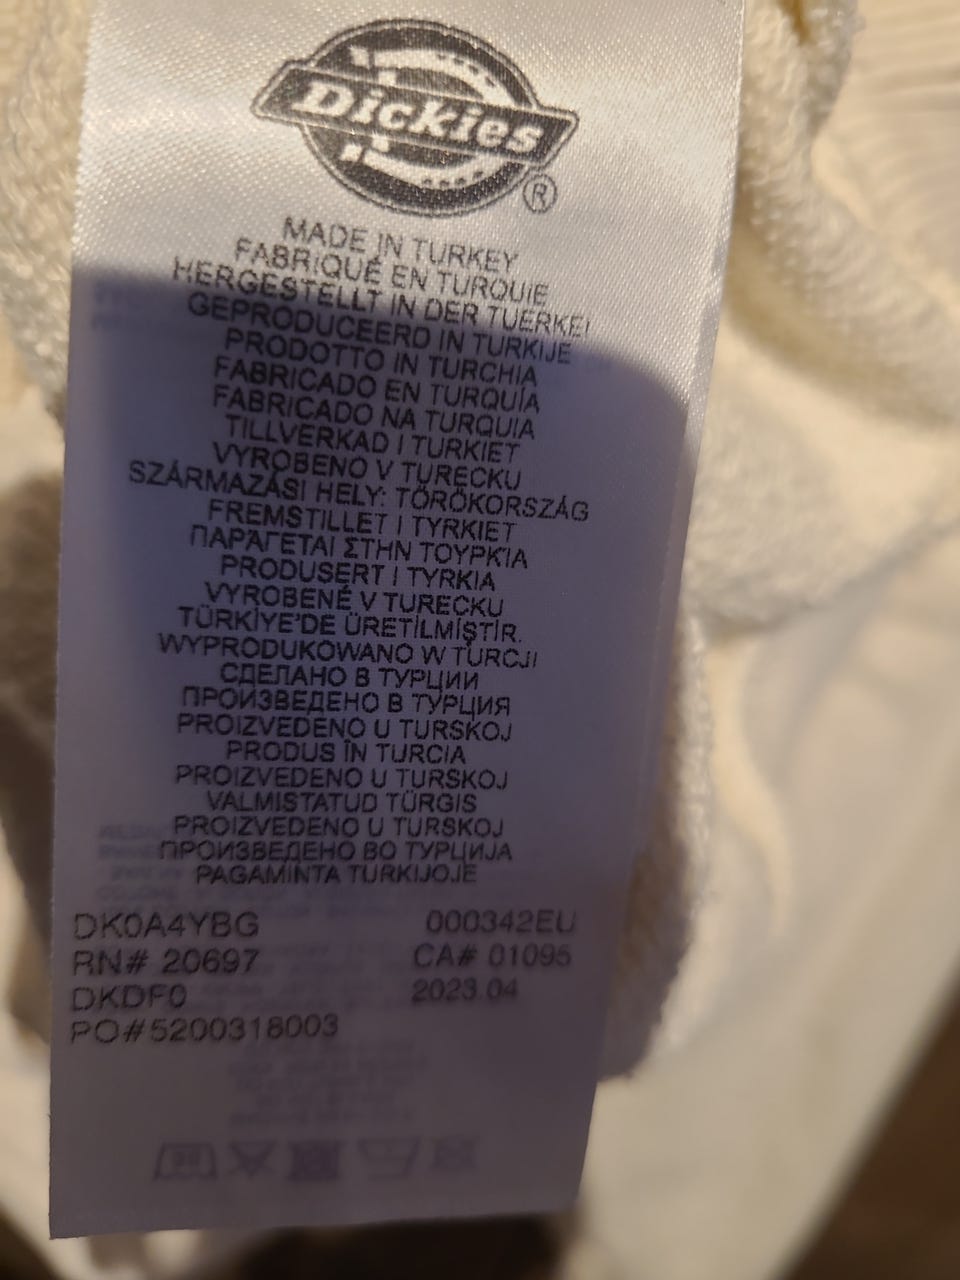 Dickies
®
MADE IN TURKEY
FABRIQUÉ EN TURQUIE
HERGESTELLT IN DER TUERKEI
GEPRODUCEERD IN TURKIJE
PRODOTTO IN TURCHIA
FABRICADO EN TURQUÍA
FABRICADO NA TURQUIA
TILLVERKAD I TURKIET
VYROBENO V TURECKU
SZÁRMAZÁSI HELY: TÖRÖKORSZÁG
FREMSTILLET I TYRKIET
ΠΑΡΆΓΕΤΑΙ ΣΤΗΝ ΤΟΥΡΚΊΑ
PRODUSERT I TYRKIA
VYROBENÉ V TURECKU
TÜRKİYE'DE ÜRETİLMİŞTİR.
WYPRODUKOWANO W TURCJI
СДЕЛАНО В ТУРЦИИ
ПРОИЗВЕДЕНО В ТУРЦИЯ
PROIZVEDENO U TURSKOJ
PRODUS ÎN TURCIA
PROIZVEDENO U TURSKOJ
VALMISTATUD TÜRGIS
PROIZVEDENO U TURSKOJ
ПРОИЗВЕДЕНО ВО ТУРЦИЈА
PAGAMINTA TURKIJOJE
DK0A4YBG 000342EU
RN# 20697 CA# 01095
DKDF0 2023.04
PO#5200318003